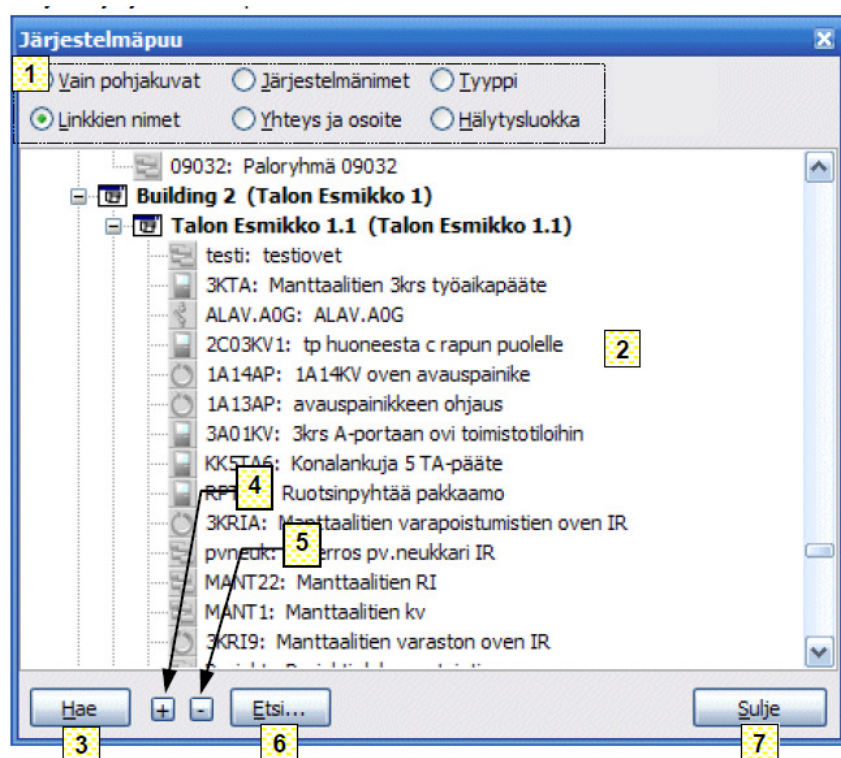 Järjestelmäpuu
1 Vain pohjakuvat Järjestelmänimet Tyyppi
Linkkien nimet Yhteys ja osoite Hälytysluokka
09032: Paloryhmä 09032
Building 2 (Talon Esmikko 1)
Talon Esmikko 1.1 (Talon Esmikko 1.1)
testi: testiovet
3KTA: Manttaalitien 3krs työaikapääte
ALAV.A0G: ALAV.A0G
2C03KV1: tp huoneesta c rapun puolelle 2
1A14AP: 1A14KV oven avauspainike
1A13AP: avauspainikkeen ohjaus
3A01KV: 3krs A-portaan ovi toimistotiloihin
KK5TA6: Konalankuja 5 TA-pääte
4 Ruotsinpyhtää pakkaamo
3KRIA: Manttaalitien varapoistumistien oven IR
pvneuk: 5 pv.neukkari IR
MANT22: Manttaalitien RI
MANT1: Manttaalitien kv
3KRI9: Manttaalitien varaston oven IR
Hae + - Etsi... Sulje
3 6 7